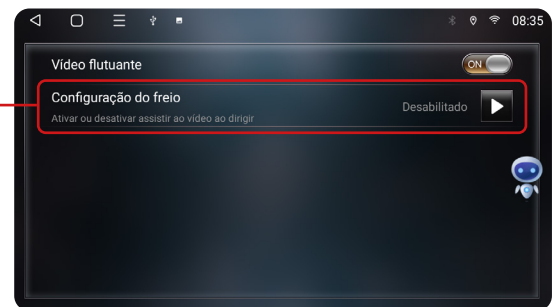 08:35
Vídeo flutuante
ON
Configuração do freio
Desabilitado
Ativar ou desativar assistir ao vídeo ao dirigir